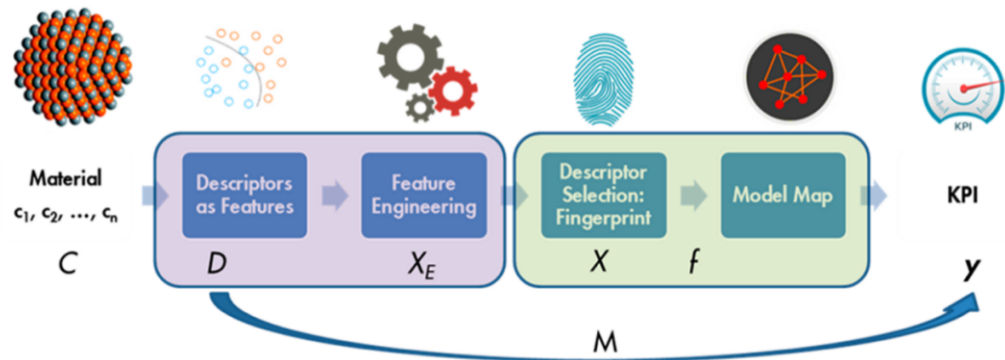 KPI
Material
c1, c2, ..., cn
C
Descriptors
as Features
D
Feature
Engineering
XE
Descriptor
Selection:
Fingerprint
X
f
Model Map
KPI
y
M